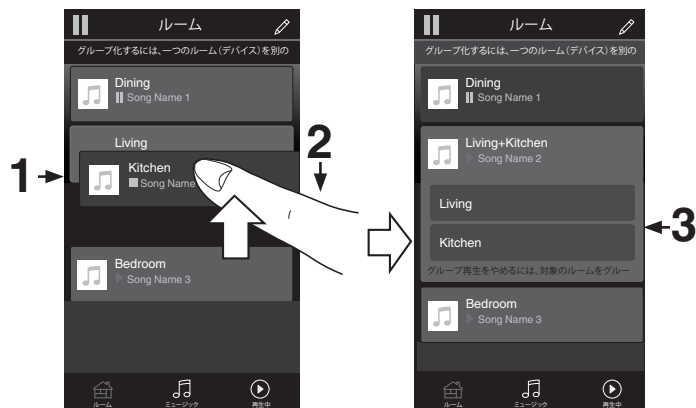 ルーム
グループ化するには、一つのルーム（デバイス）を別の
Dining
Song Name 1
Living
Kitchen
Song Name
Bedroom
Song Name 3
ルーム
ミュージック
再生中
1
2
ルーム
グループ化するには、一つのルーム（デバイス）を別の
Dining
Song Name 1
Living+Kitchen
Song Name 2
Living
Kitchen
グループ再生をやめるには、対象のルームをグルー
Bedroom
Song Name 3
ルーム
ミュージック
再生中
3